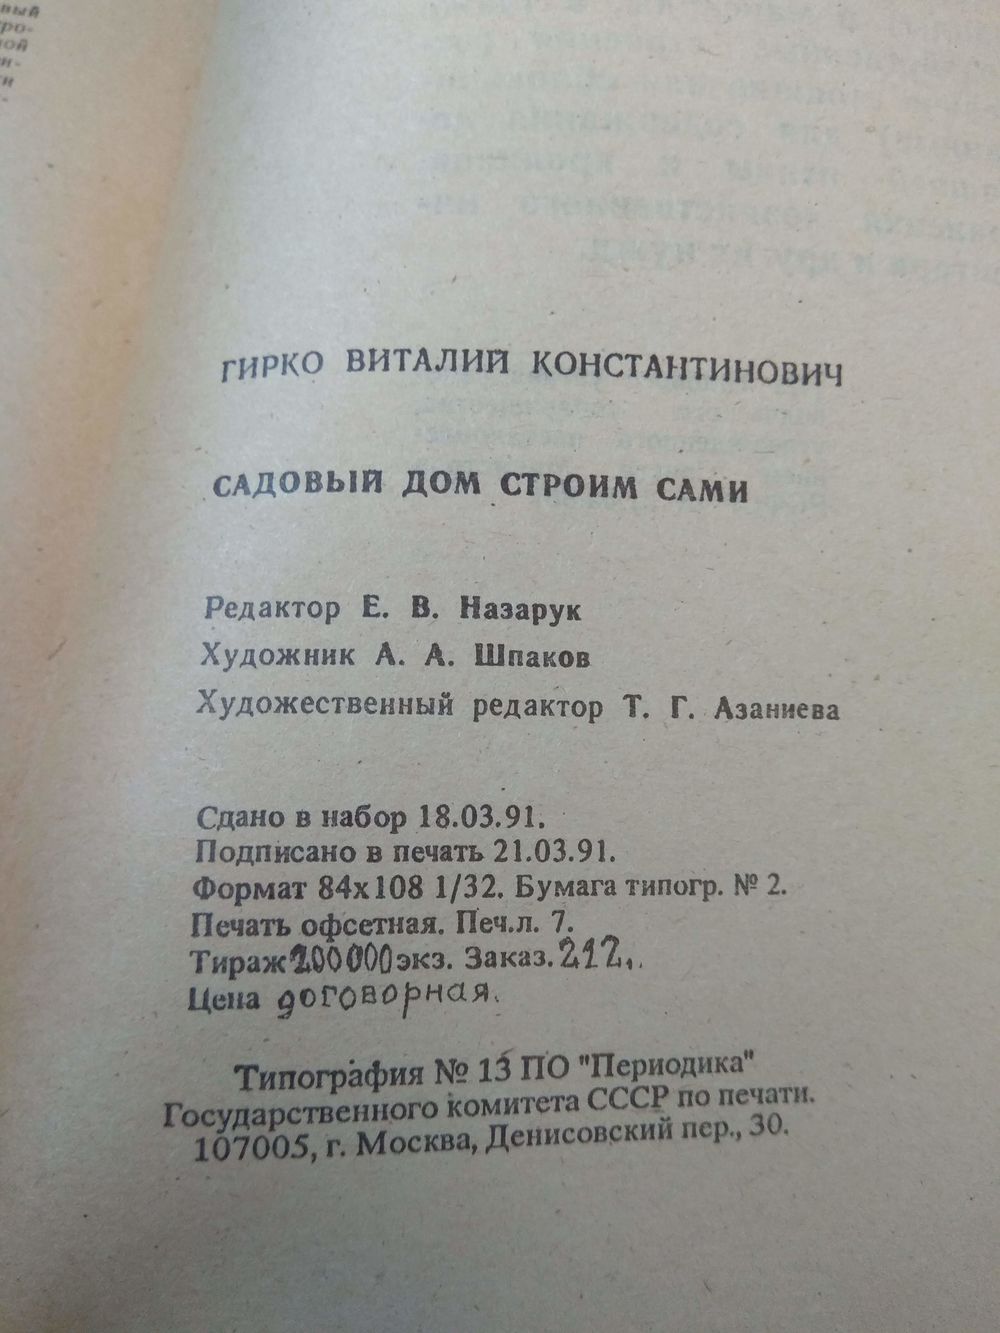 ГИРКО ВИТАЛИЙ КОНСТАНТИНОВИЧ
САДОВЫЙ ДОМ СТРОИМ САМИ
Редактор Е. В. Назарук
Художник А. А. Шпаков
Художественный редактор Т. Г. Азаниева
Сдано в набор 18.03.91.
Подписано в печать 21.03.91.
Формат 84х108 1/32. Бумага типогр. № 2.
Печать офсетная. Печ.л. 7.
Тираж 200000 экз. Заказ. 212.
Цена договорная.
Типография № 13 ПО "Периодика"
Государственного комитета СССР по печати.
107005, г. Москва, Денисовский пер., 30.